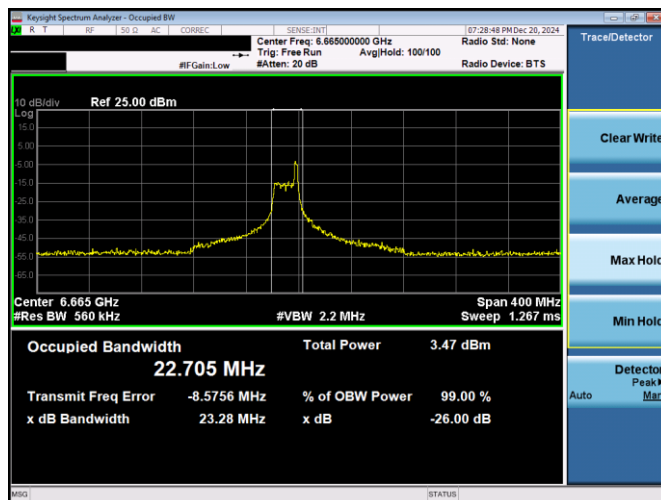 Keysight Spectrum Analyzer - Occupied BW
R T RF 50 Ω AC CORREC SENSE:INT 07:28:48 PM Dec 20, 2024
Center Freq: 6.665000000 GHz Radio Std: None
Trig: Free Run Avg|Hold: 100/100
#IFGain:Low #Atten: 20 dB Radio Device: BTS
Trace/Detector
10 dB/div Ref 25.00 dBm
Log
15.0
5.00
-5.00
-15.0
-25.0
-35.0
-45.0
-55.0
-65.0
Center 6.665 GHz Span 400 MHz
#Res BW 560 kHz #VBW 2.2 MHz Sweep 1.267 ms
Occupied Bandwidth Total Power 3.47 dBm
22.705 MHz
Transmit Freq Error -8.5756 MHz % of OBW Power 99.00 %
x dB Bandwidth 23.28 MHz x dB -26.00 dB
Clear Write
Average
Max Hold
Min Hold
Detector
Peak
Auto Man
MSG STATUS